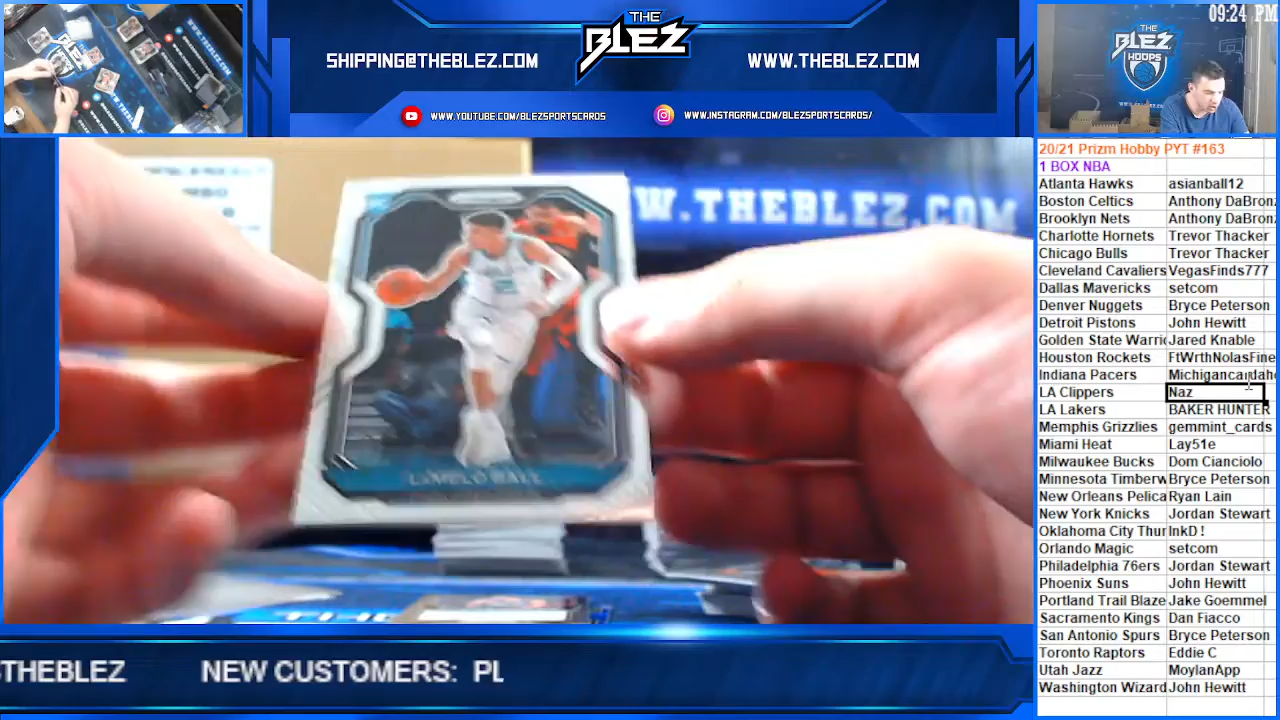 09:24 PM
THE
BLEZ
SHIPPING@THEBLEZ.COM
WWW.THEBLEZ.COM
WWW.YOUTUBE.COM/BLEZSPORTSCARDS
WWW.INSTAGRAM.COM/BLEZSPORTSCARDS/
THE
BLEZ
HOOPS
W.THEBLEZ.COM
RC
LaMELO BALL
20/21 Prizm Hobby PYT #163
1 BOX NBA
Atlanta Hawks asianball12
Boston Celtics Anthony DaBronz
Brooklyn Nets Anthony DaBronz
Charlotte Hornets Trevor Thacker
Chicago Bulls Trevor Thacker
Cleveland Cavaliers VegasFinds777
Dallas Mavericks setcom
Denver Nuggets Bryce Peterson
Detroit Pistons John Hewitt
Golden State Warric Jared Knable
Houston Rockets FtWrthNolasFine
Indiana Pacers Michigancardaho
LA Clippers Naz
LA Lakers BAKER HUNTER
Memphis Grizzlies gemmint_cards
Miami Heat Lay51e
Milwaukee Bucks Dom Cianciolo
Minnesota Timberw Bryce Peterson
New Orleans Pelica Ryan Lain
New York Knicks Jordan Stewart
Oklahoma City Thur InkD !
Orlando Magic setcom
Philadelphia 76ers Jordan Stewart
Phoenix Suns John Hewitt
Portland Trail Blaze Jake Goemmel
Sacramento Kings Dan Fiacco
San Antonio Spurs Bryce Peterson
Toronto Raptors Eddie C
Utah Jazz MoylanApp
Washington Wizard John Hewitt
THEBLEZ NEW CUSTOMERS: PL